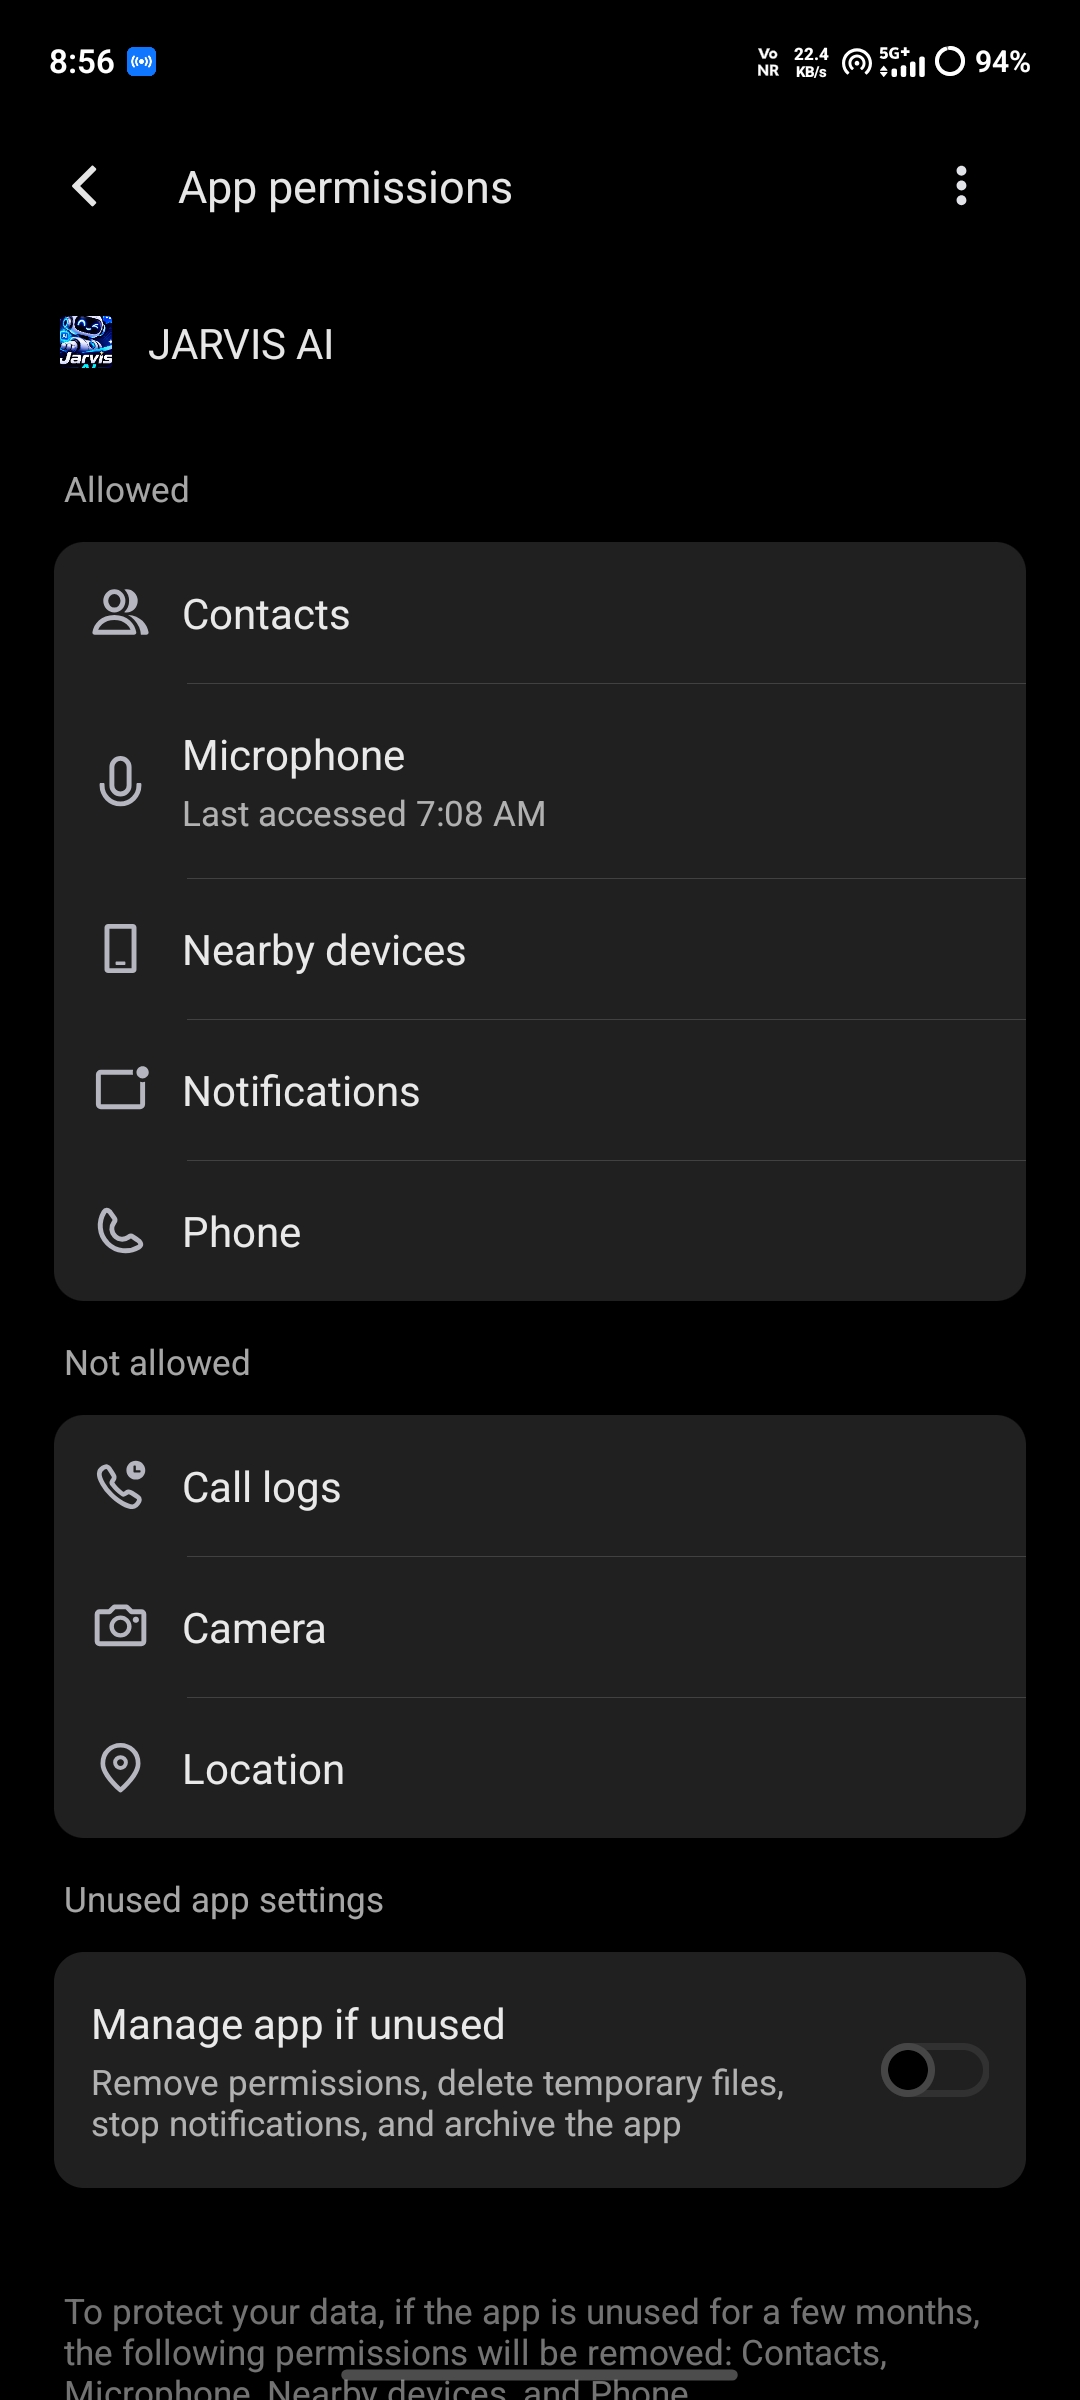 8:56
Vo NR
22.4 KB/s
5G+
94%
App permissions
Jarvis
JARVIS AI
Allowed
Contacts
Microphone
Last accessed 7:08 AM
Nearby devices
Notifications
Phone
Not allowed
Call logs
Camera
Location
Unused app settings
Manage app if unused
Remove permissions, delete temporary files,
stop notifications, and archive the app
To protect your data, if the app is unused for a few months,
the following permissions will be removed: Contacts,
Microphone, Nearby devices, and Phone